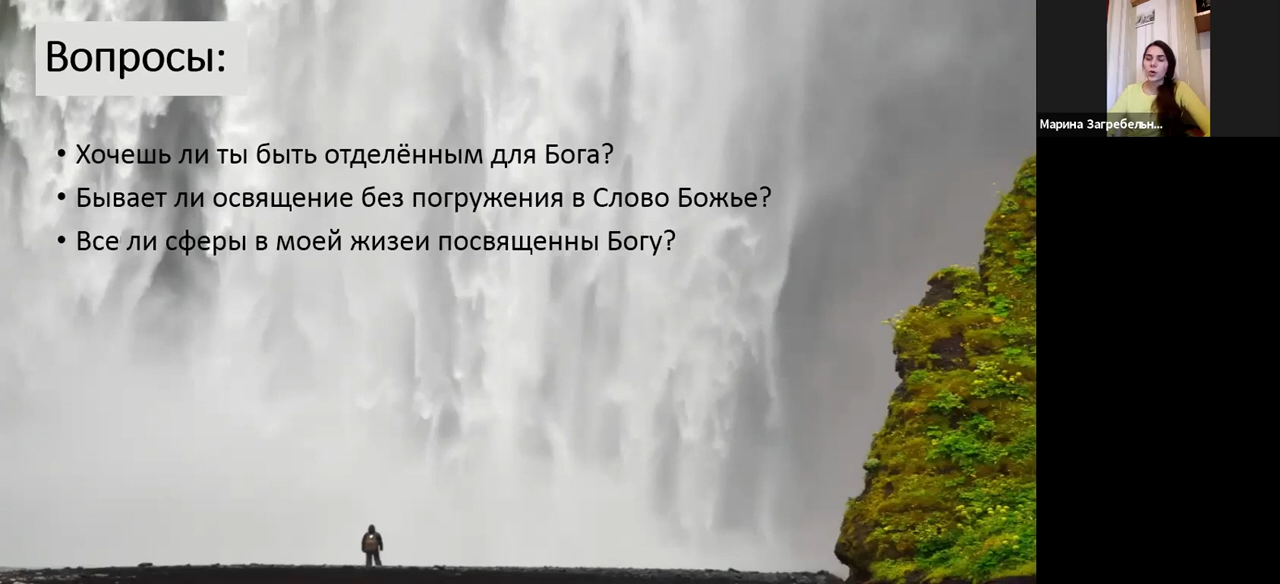 Вопросы:
• Хочешь ли ты быть отделённым для Бога?
• Бывает ли освящение без погружения в Слово Божье?
• Все ли сферы в моей жизеи посвященны Богу?
Марина Загребельн...